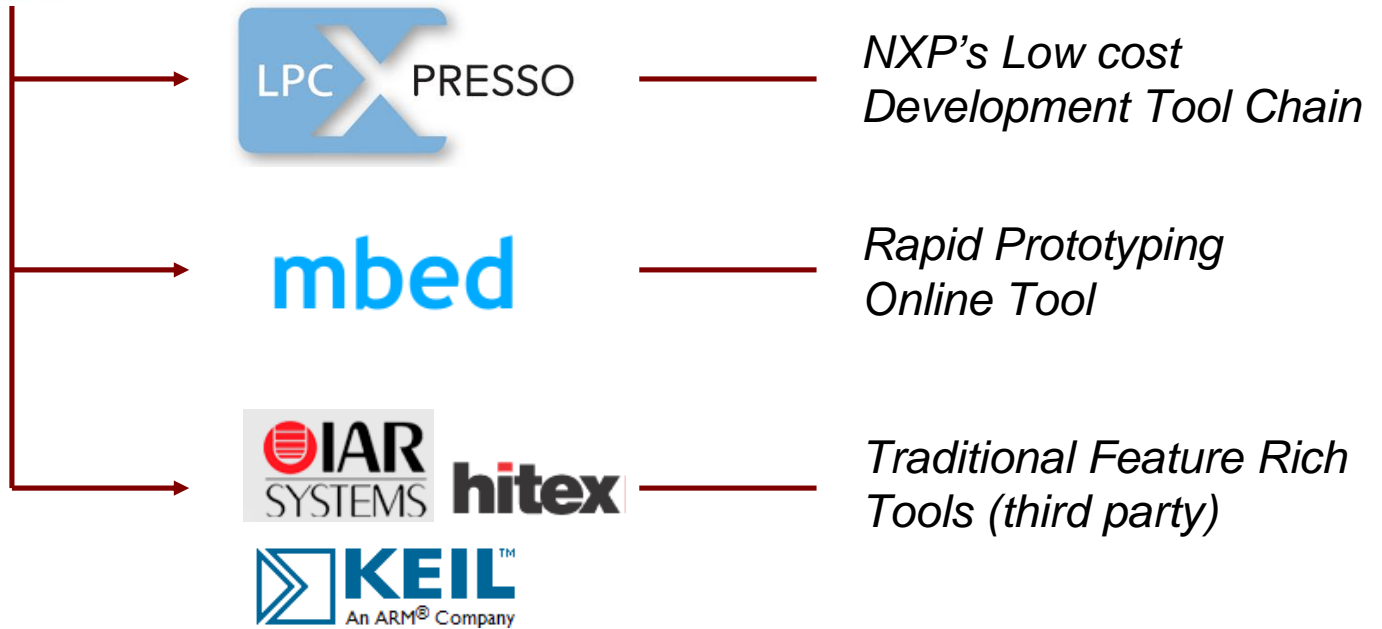 LPC XPRESSO
NXP's Low cost
Development Tool Chain
mbed
Rapid Prototyping
Online Tool
IAR
SYSTEMS
hitex
Traditional Feature Rich
Tools (third party)
KEIL™
An ARM® Company